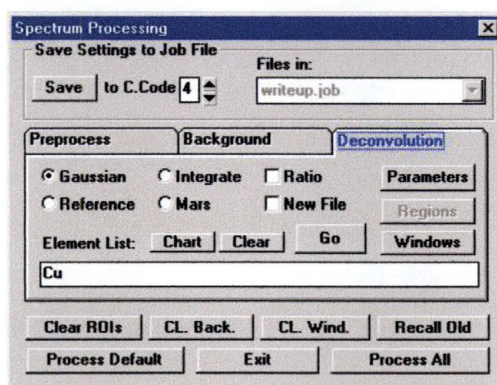 Spectrum Processing
Save Settings to Job File
Files in:
Save to C.Code 4 writeup.job
Preprocess Background Deconvolution
Gaussian Integrate Ratio Parameters
Reference Mars New File Regions
Element List: Chart Clear Go Windows
Cu
Clear ROIs CL. Back. CL. Wind. Recall Old
Process Default Exit Process All